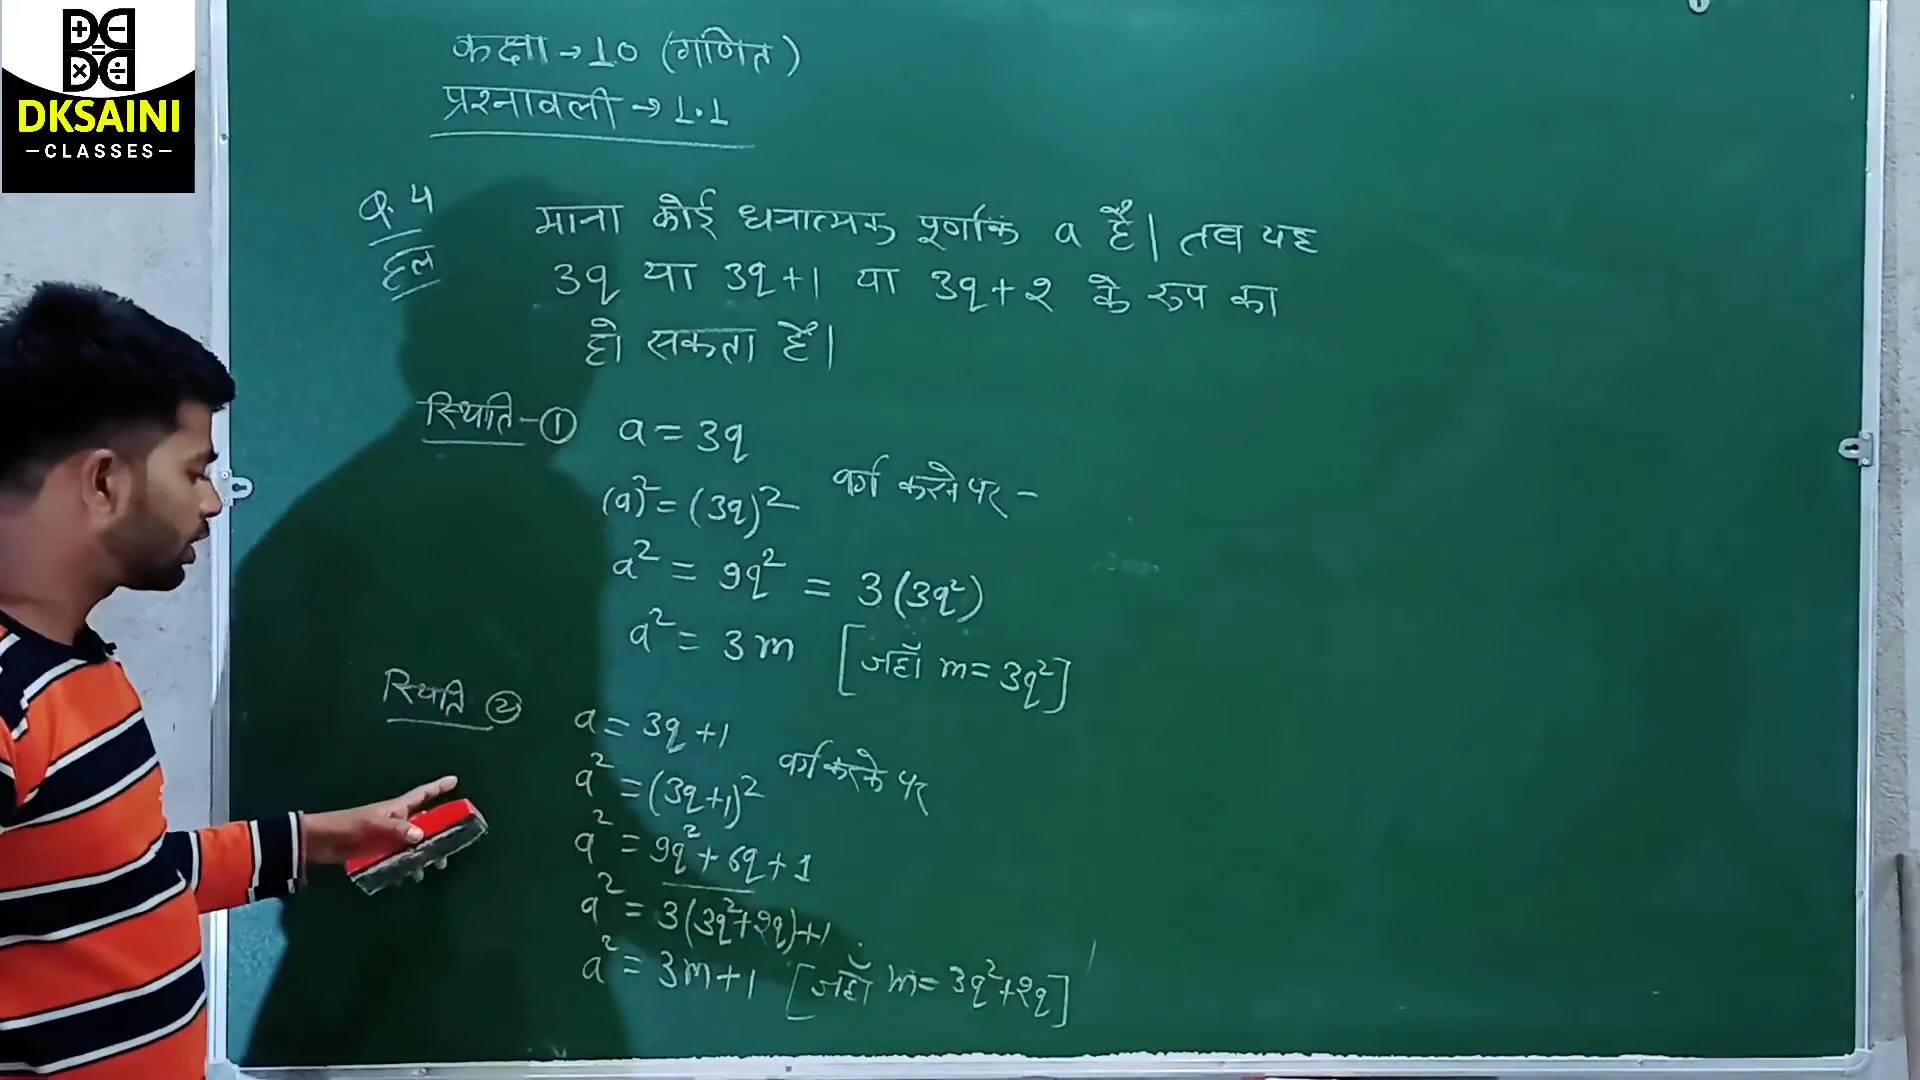 DKSAINI
CLASSES
कक्षा → 10 (गणित)
प्रश्नावली → 1.1
Q. 4
हल
माना कोई धनात्मक पूर्णांक a है। तब यह
3q या 3q+1 या 3q+2 के रुप का
हो सकता है।
स्थिति-① a = 3q
(a)² = (3q)² वर्ग करने पर -
a² = 9q² = 3(3q²)
a² = 3m [जहाँ m = 3q²]
स्थिति ② a = 3q+1
a² = (3q+1)² वर्ग करके पर
a² = 9q²+6q+1
a² = 3(3q²+2q)+1
a² = 3m+1 [जहाँ m = 3q²+2q]